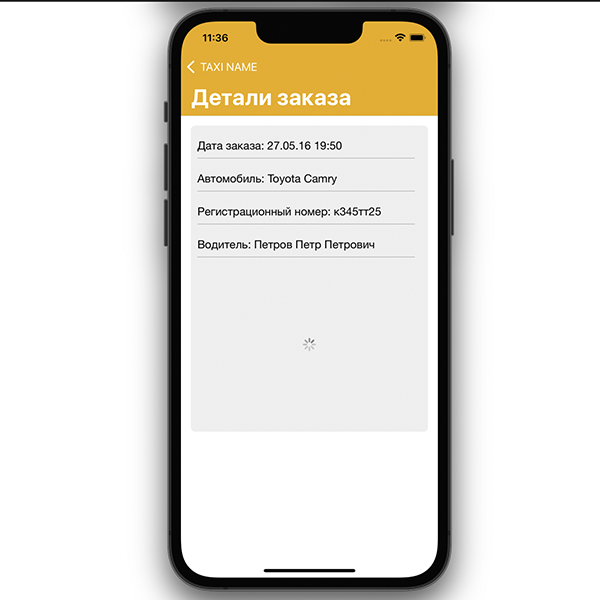 11:36
TAXI NAME
Детали заказа
Дата заказа: 27.05.16 19:50
Автомобиль: Toyota Camry
Регистрационный номер: к345тт25
Водитель: Петров Петр Петрович